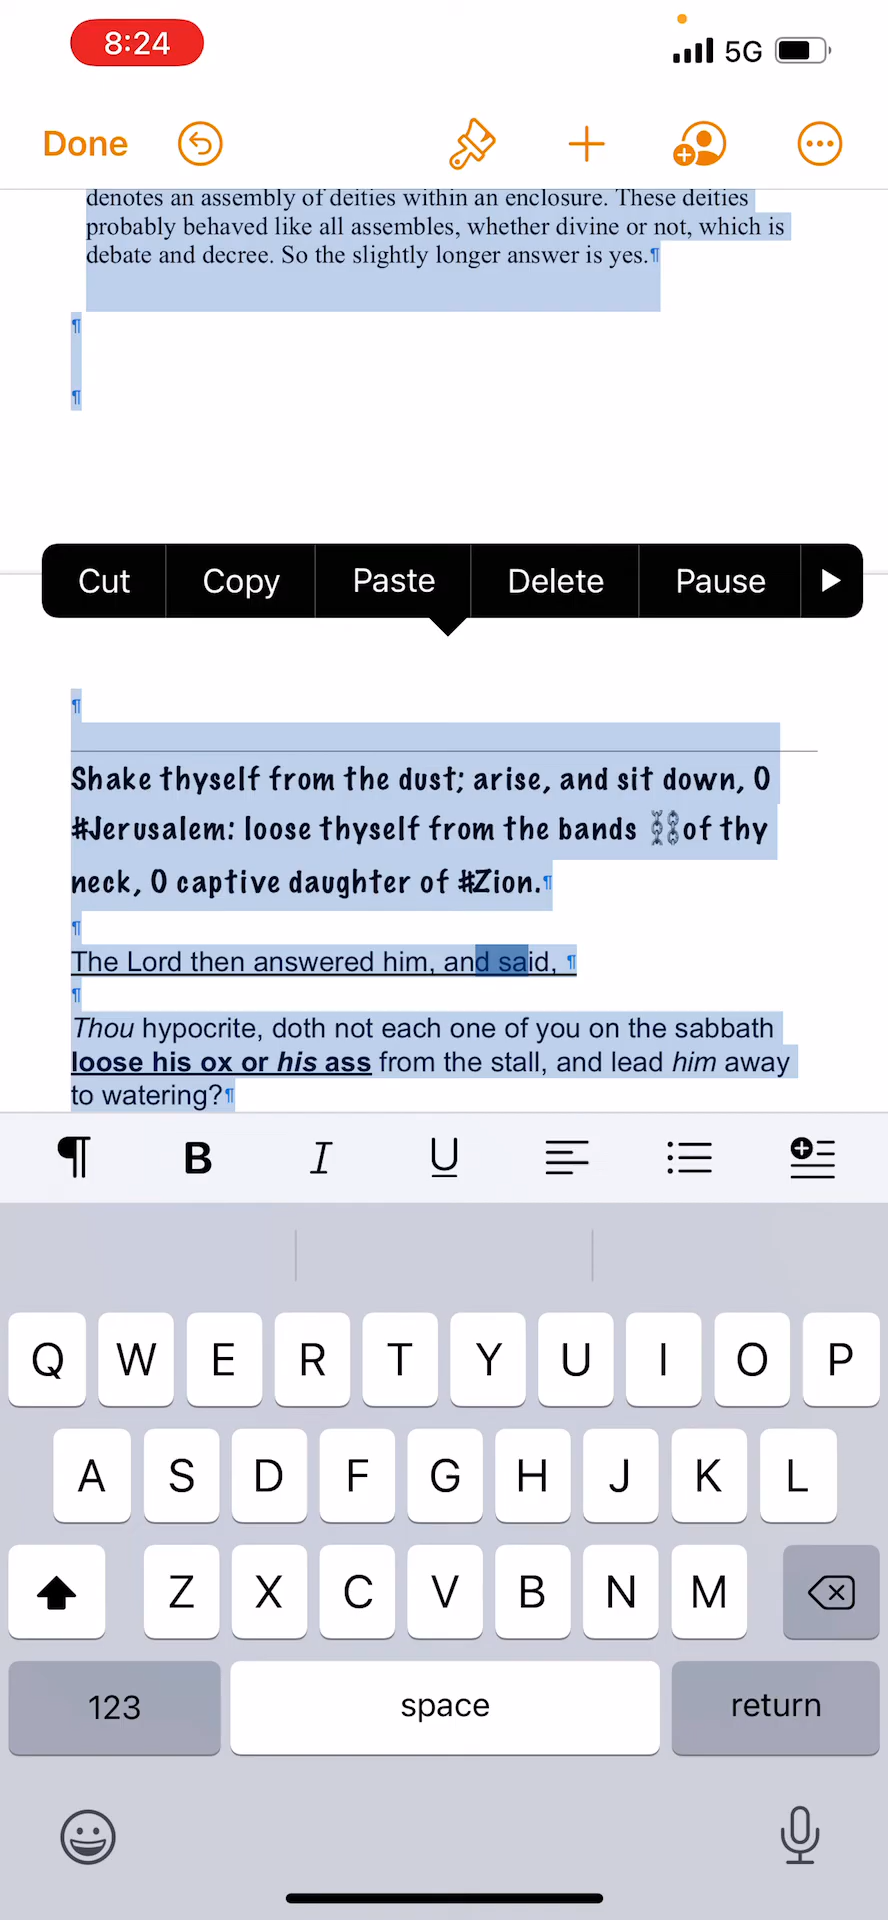 8:24
5G
Done
denotes an assembly of deities within an enclosure. These deities
probably behaved like all assembles, whether divine or not, which is
debate and decree. So the slightly longer answer is yes.¶
¶
¶
Cut Copy Paste Delete Pause ▶
¶
Shake thyself from the dust; arise, and sit down, O
#Jerusalem: loose thyself from the bands ⛓⛓of thy
neck, O captive daughter of #Zion.¶
¶
The Lord then answered him, and said, ¶
¶
Thou hypocrite, doth not each one of you on the sabbath
loose his ox or his ass from the stall, and lead him away
to watering?¶
¶ B I U
Q W E R T Y U I O P
A S D F G H J K L
Z X C V B N M
123 space return